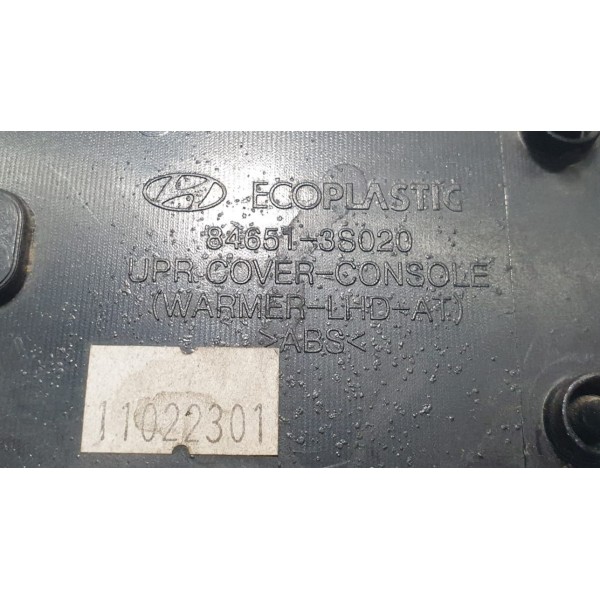 ECOPLASTIC
84651-3S020
UPR COVER-CONSOLE
(WARMER-LHD-AT)
>ABS<
11022301